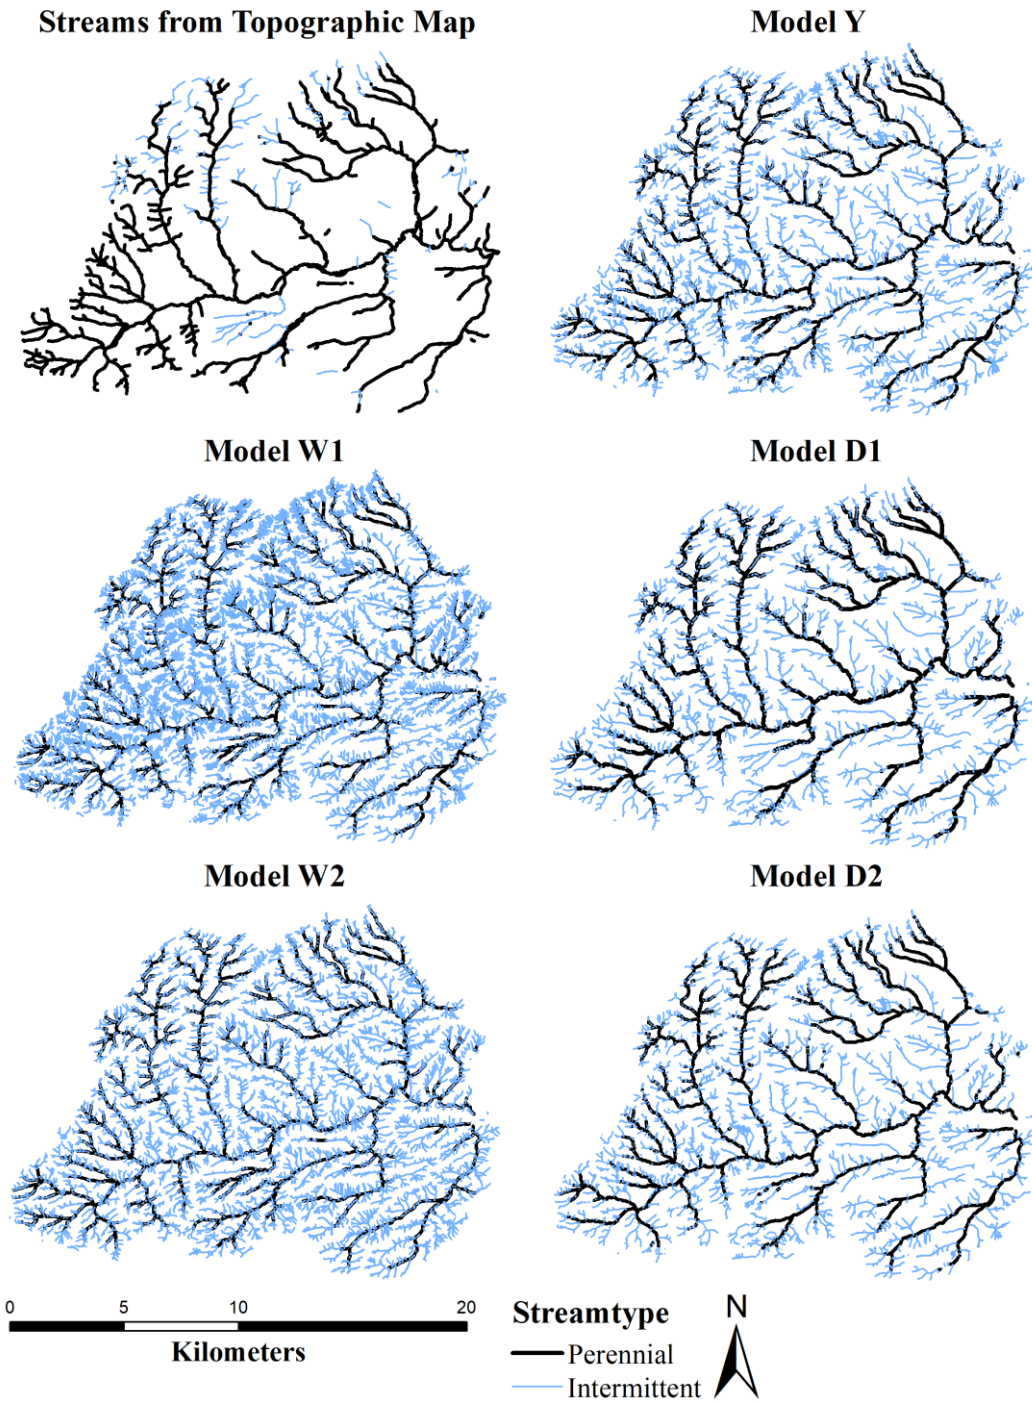 Streams from Topographic Map
Model Y
Model W1
Model D1
Model W2
Model D2
0 5 10 20
Kilometers
Streamtype
Perennial
Intermittent
N